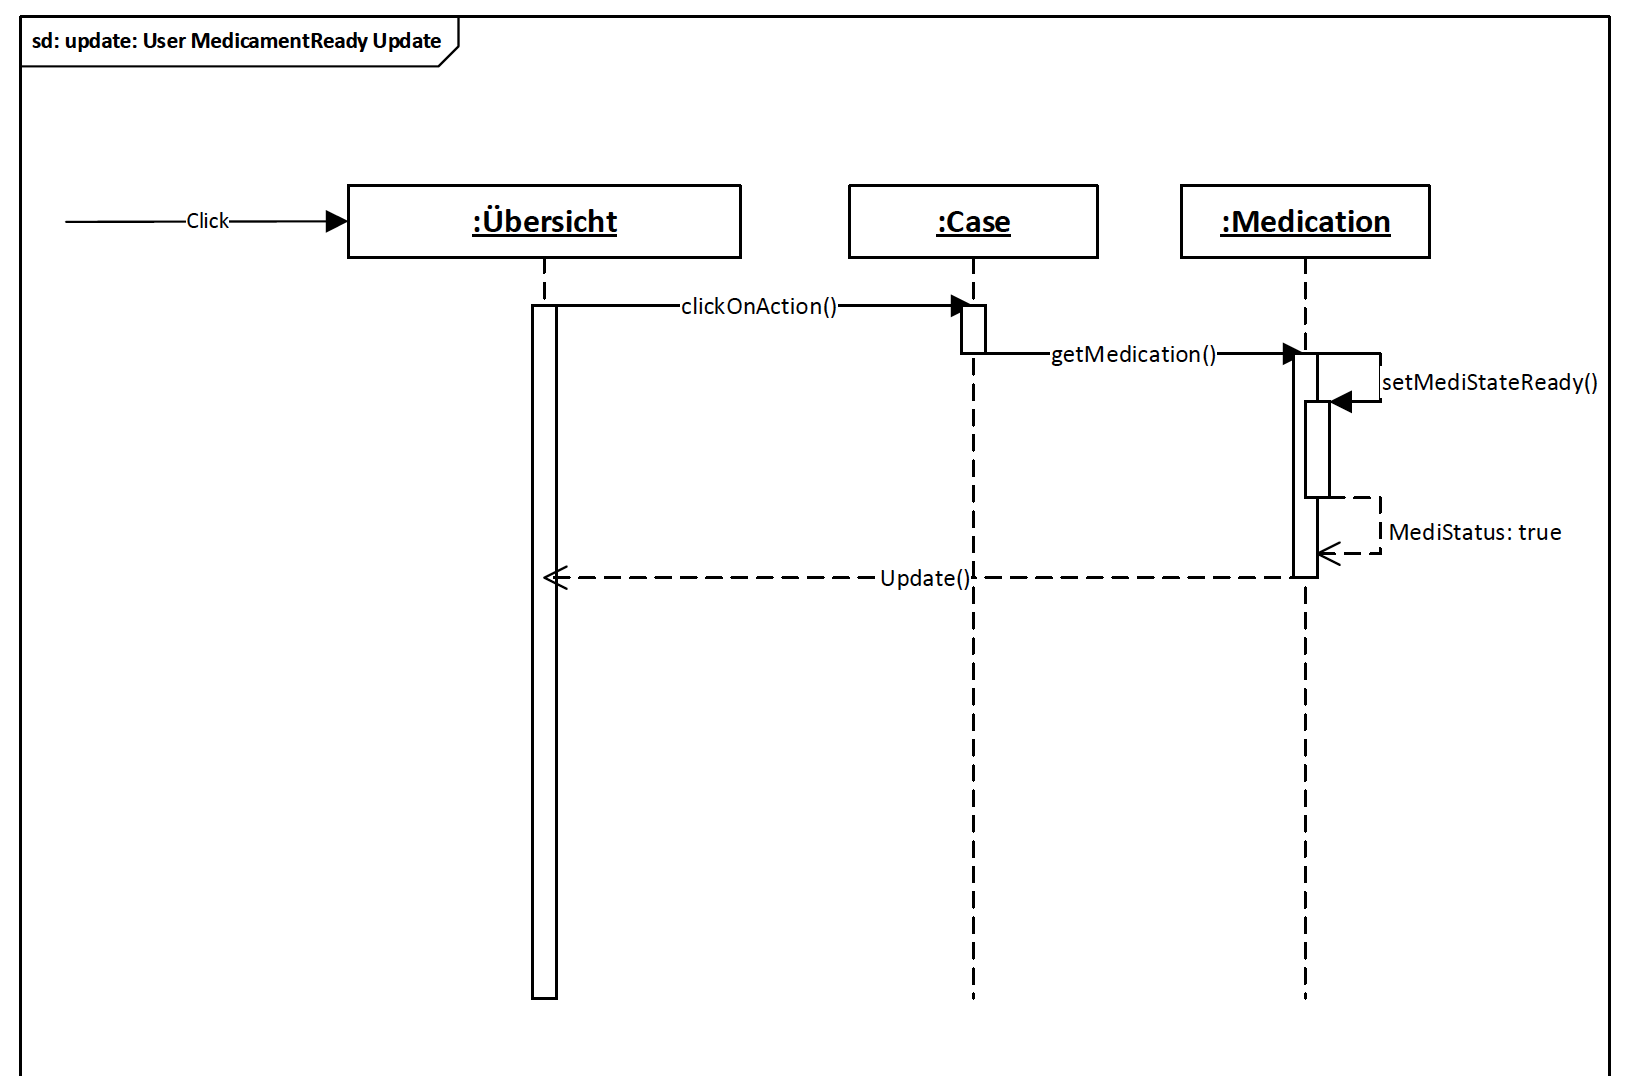 sd: update: User MedicamentReady Update
Click
:Übersicht
:Case
:Medication
clickOnAction()
getMedication()
setMediStateReady()
MediStatus: true
Update()